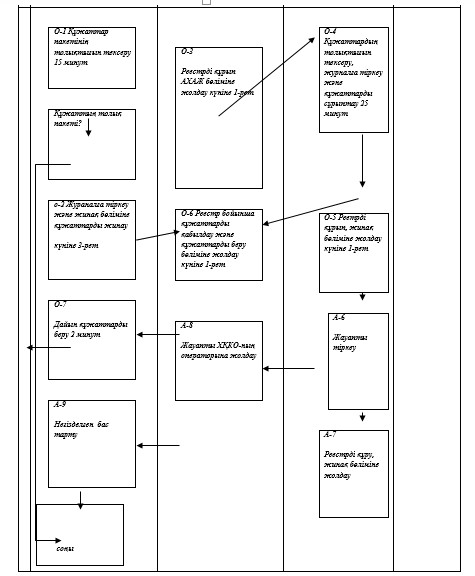 О-1 Құжаттар
пакетінің
толықтығын тексеру
15 минут
Құжаттың толық
пакеті?
о-2 Журналға тіркеу
және жинақ бөліміне
құжаттарды жинау
күніне 3-рет
О-7
Дайын құжаттарды
беру 2 минут
А-9
Негізделген бас
тарту
соңы
О-3
Реестрді құрып
АХАЖ бөліміне
жолдау күніне 1-рет
О-6 Реестр бойынша
құжаттарды
қабылдау және
құжаттарды беру
бөліміне жолдау
күніне 1-рет
А-8
Жауапты ХҚКО-ның
операторына жолдау
О-4
Құжаттардың
толықтығын
тексеру,
журналға тіркеу
және
құжаттарды
сұрыптау 25
минут
О-5 Реетрді
құрып, жинақ
бөліміне жолдау
күніне 1-рет
А-6
Жауапты
тіркеу
А-7
Реестрді құру,
жинақ бөліміне
жолдау